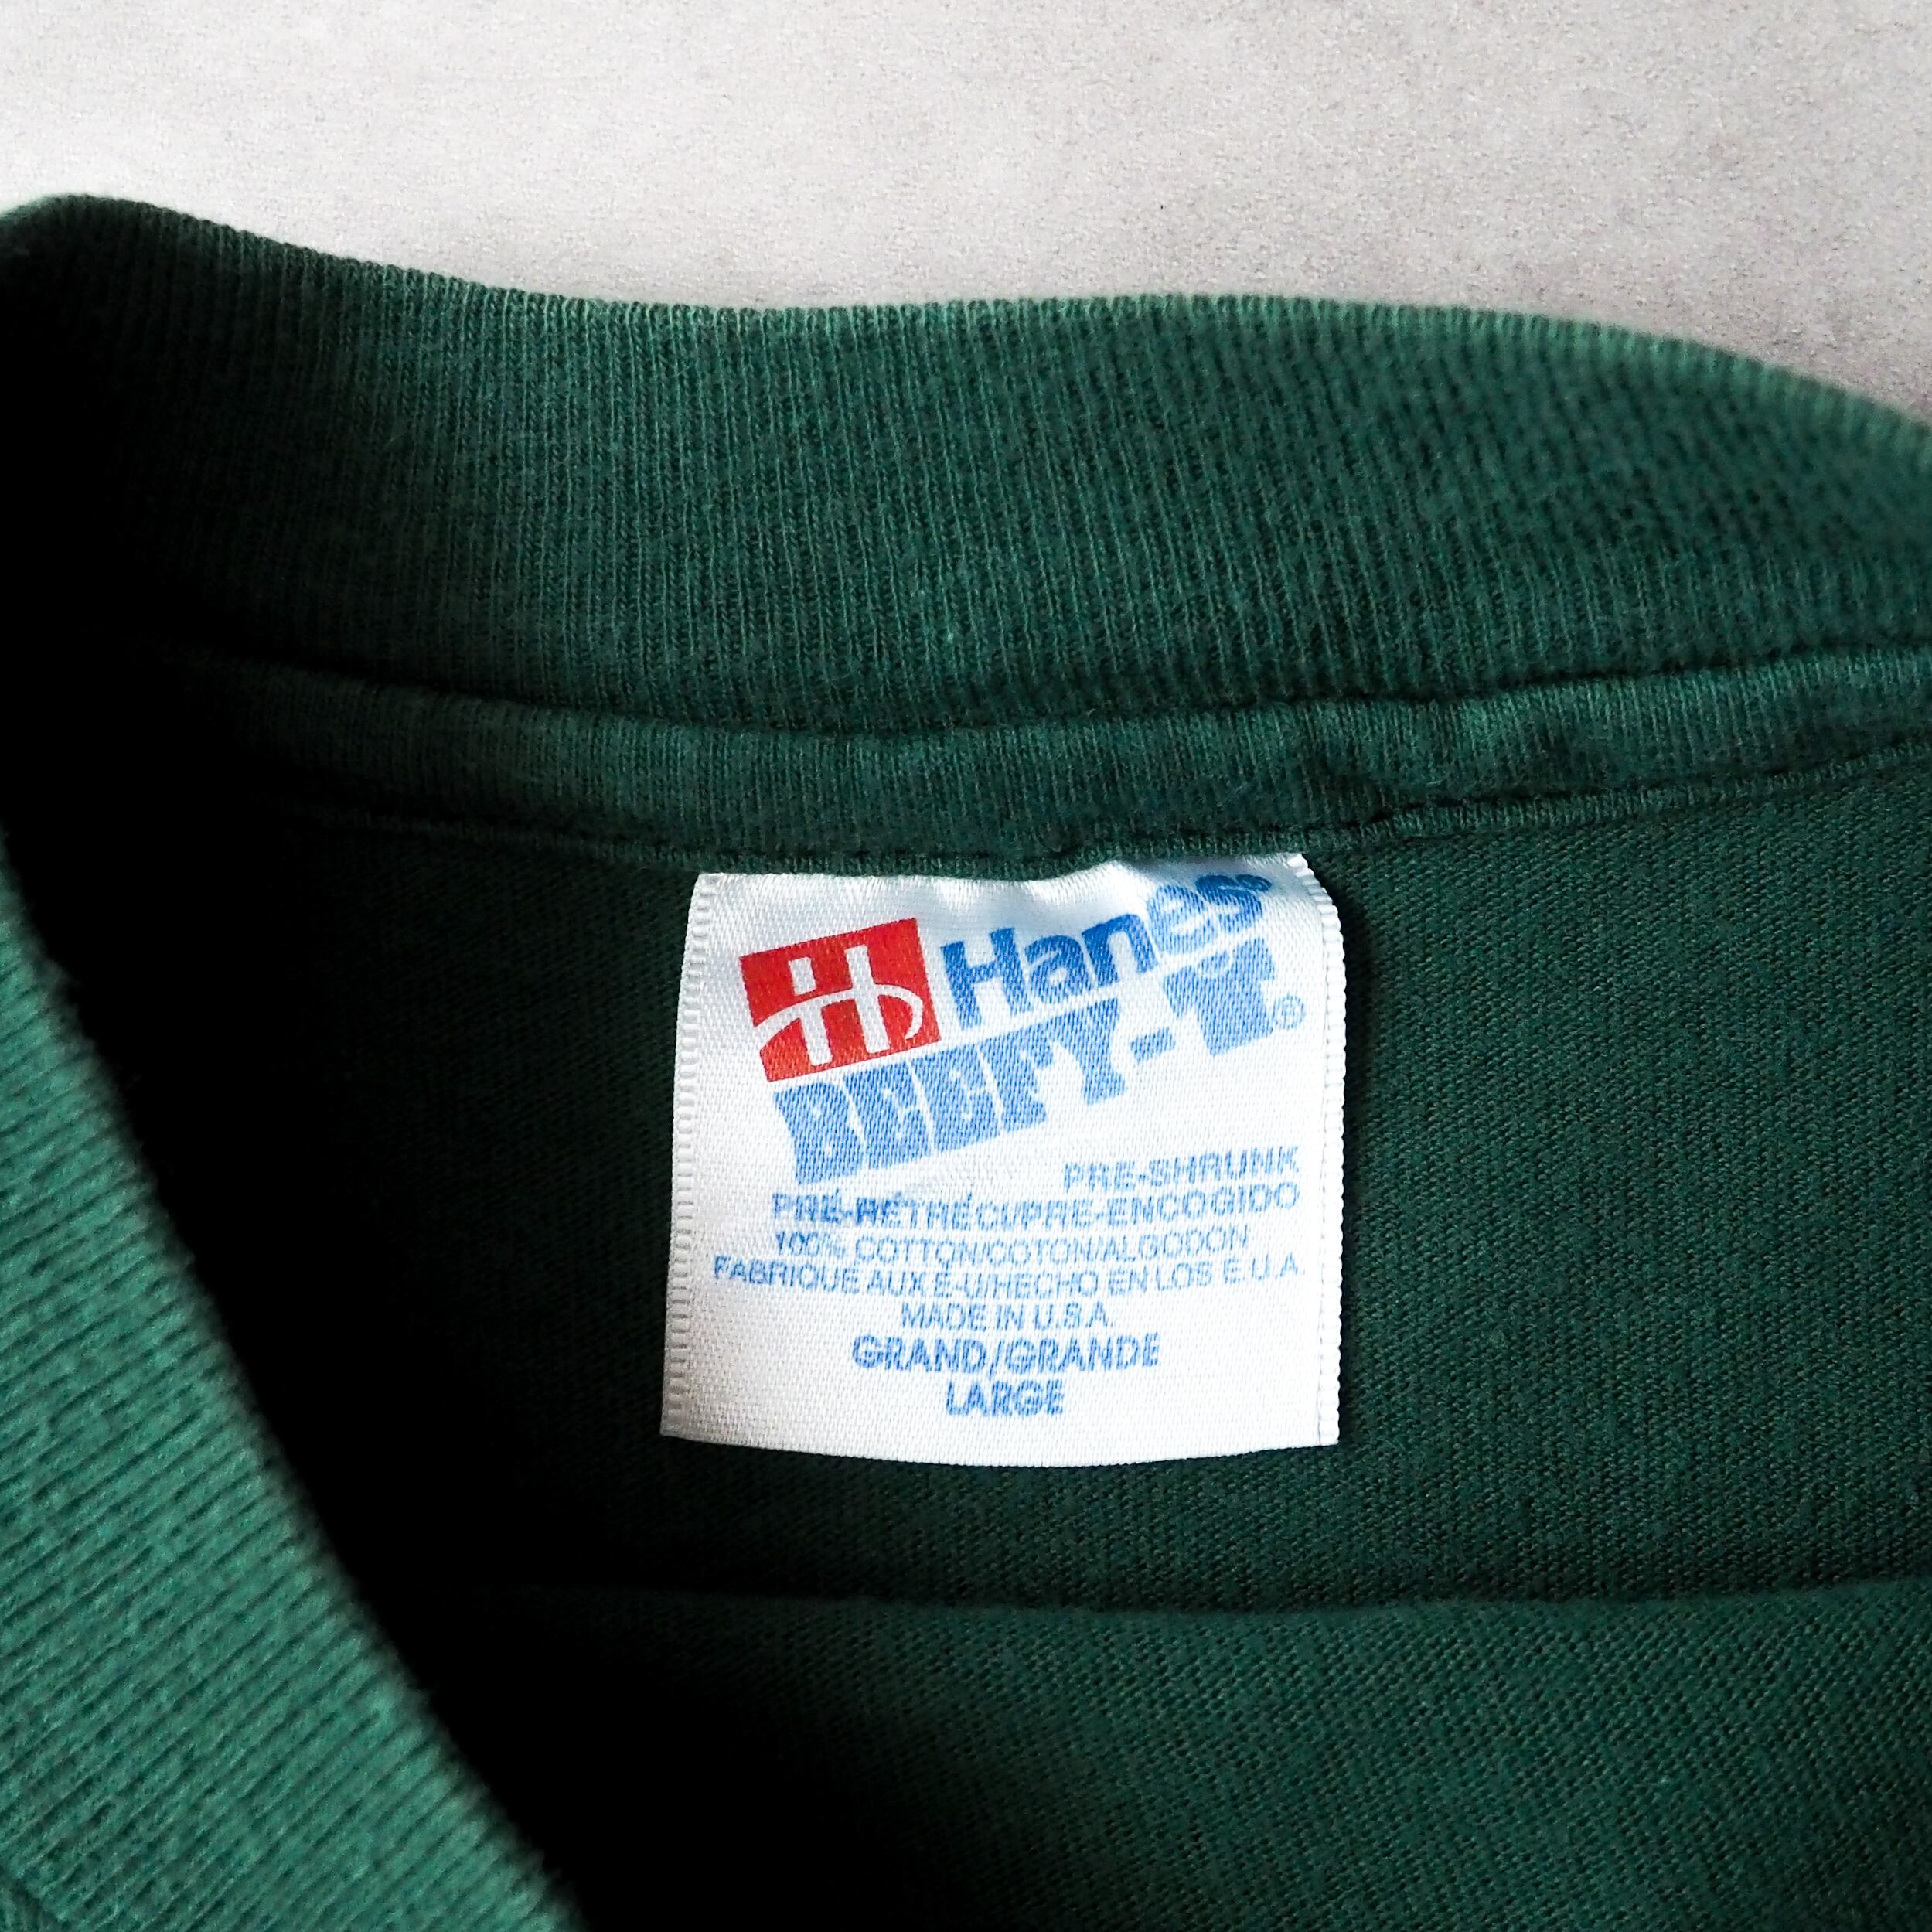 H Hanes®
BEEFY-T®
PRE-SHRUNK
PRÉ-RÉTRÉCI/PRE-ENCOGIDO
100% COTTON/COTON/ALGODON
FABRIQUE AUX E-U/HECHO EN LOS E.U.A
MADE IN U.S.A.
GRAND/GRANDE
LARGE